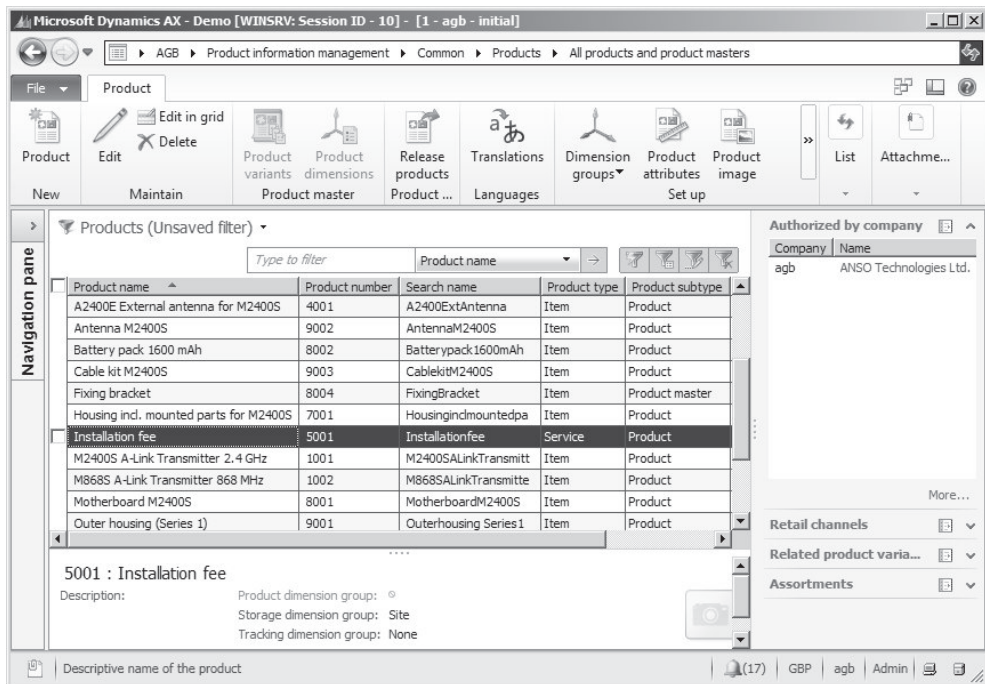 Microsoft Dynamics AX - Demo [WINSRV: Session ID - 10] - [1 - agb - initial]
AGB Product information management Common Products All products and product masters
File Product
Product
New
Edit Edit in grid Delete
Maintain
Product variants Product dimensions
Product master
Release products
Product ...
Translations
Languages
Dimension groups Product attributes Product image
Set up
» List Attachme...
Navigation pane
Products (Unsaved filter)
Type to filter Product name
Product name Product number Search name Product type Product subtype
A2400E External antenna for M2400S 4001 A2400ExtAntenna Item Product
Antenna M2400S 9002 AntennaM2400S Item Product
Battery pack 1600 mAh 8002 Batterypack1600mAh Item Product
Cable kit M2400S 9003 CablekitM2400S Item Product
Fixing bracket 8004 FixingBracket Item Product master
Housing incl. mounted parts for M2400S 7001 Housinginclmountedpa Item Product
Installation fee 5001 Installationfee Service Product
M2400S A-Link Transmitter 2.4 GHz 1001 M2400SALinkTransmitt Item Product
M868S A-Link Transmitter 868 MHz 1002 M868SALinkTransmitte Item Product
Motherboard M2400S 8001 MotherboardM2400S Item Product
Outer housing (Series 1) 9001 Outerhousing Series1 Item Product
5001 : Installation fee
Description: Product dimension group:
Storage dimension group: Site
Tracking dimension group: None
Authorized by company
Company Name
agb ANSO Technologies Ltd.
More...
Retail channels
Related product varia...
Assortments
Descriptive name of the product (17) GBP agb Admin